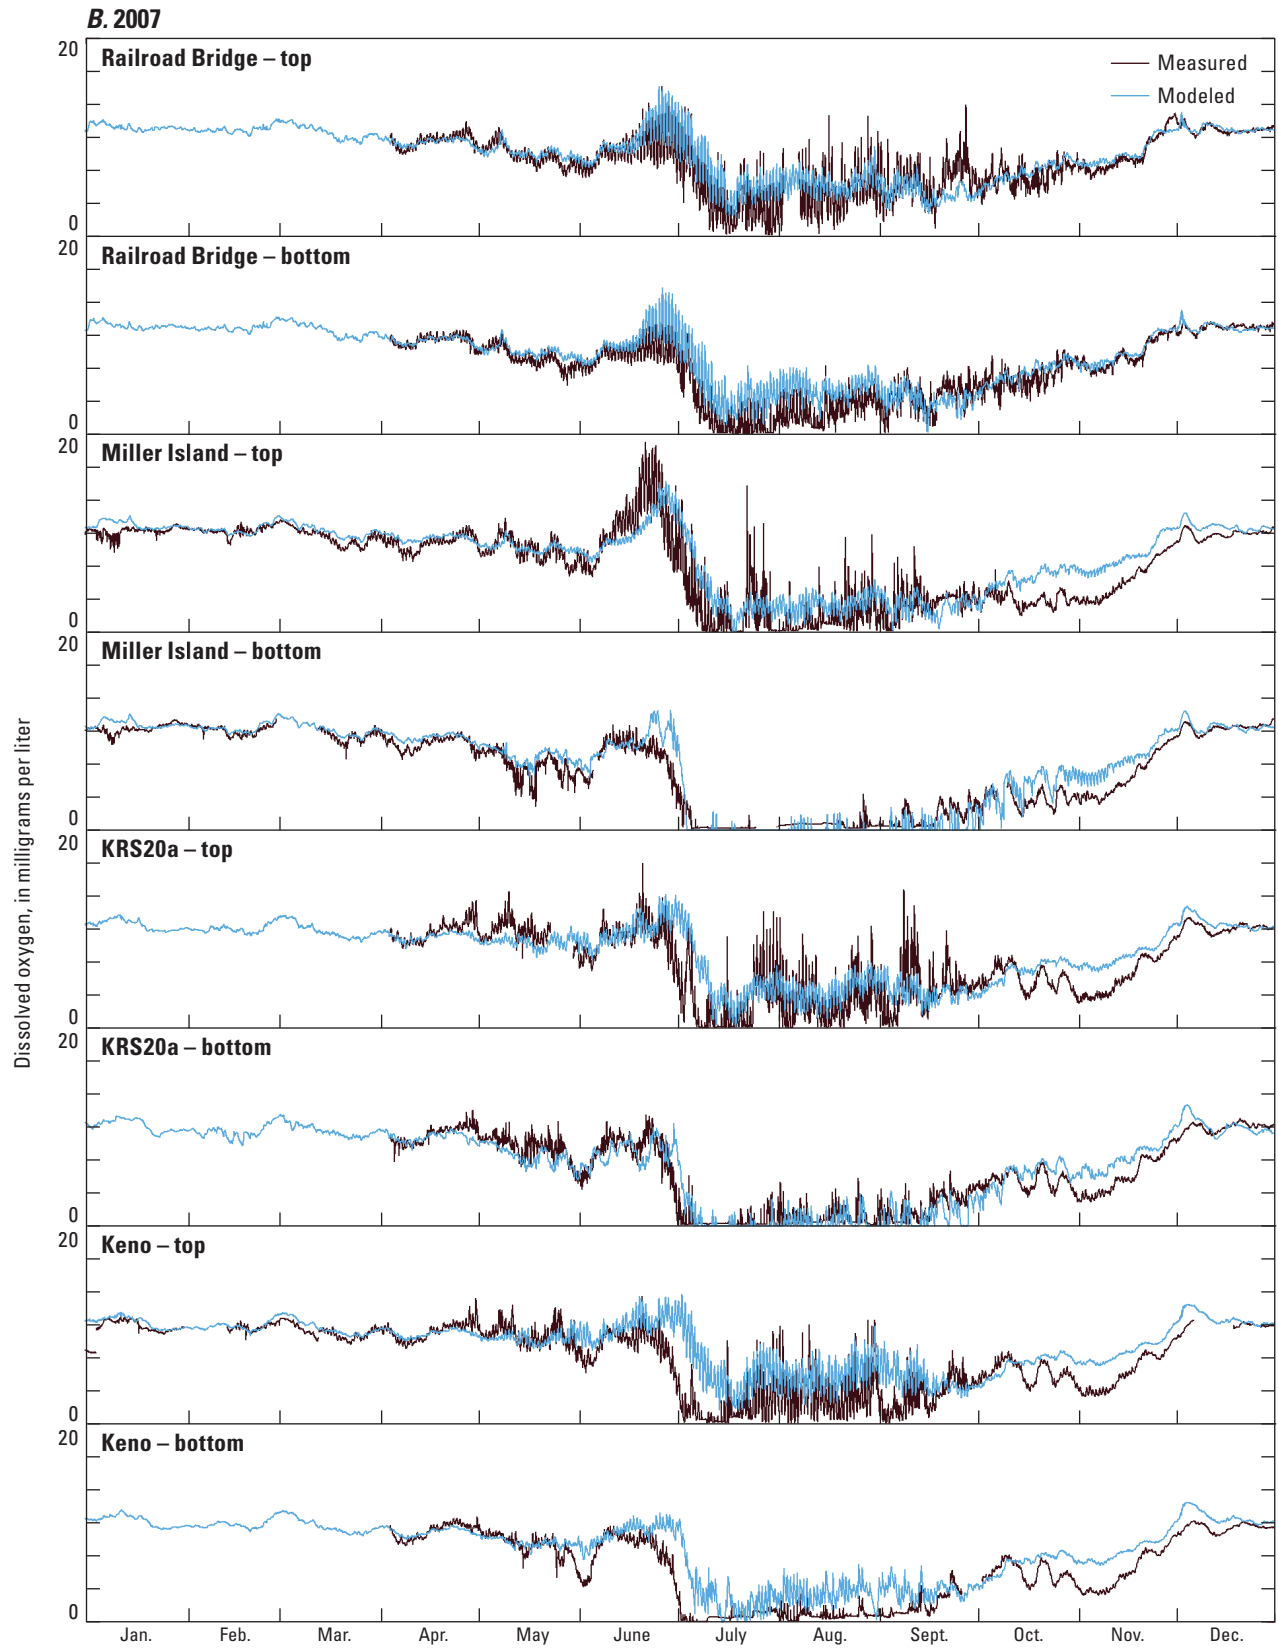 B. 2007
20
Railroad Bridge – top
Measured
Modeled
0
20
Railroad Bridge – bottom
0
20
Miller Island – top
0
20
Miller Island – bottom
0
20
KRS20a – top
0
20
KRS20a – bottom
0
20
Keno – top
0
20
Keno – bottom
0
Dissolved oxygen, in milligrams per liter
Jan. Feb. Mar. Apr. May June July Aug. Sept. Oct. Nov. Dec.